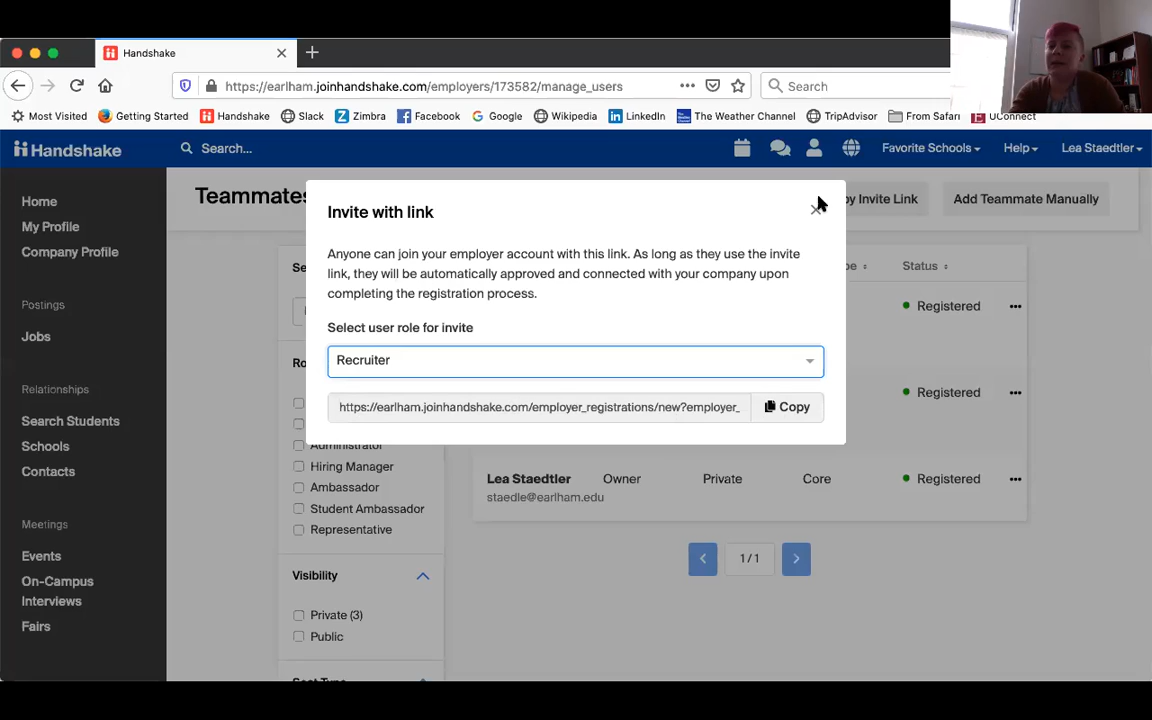 Handshake
https://earlham.joinhandshake.com/employers/173582/manage_users
Search
Most Visited
Getting Started
Handshake
Slack
Zimbra
Facebook
Google
Wikipedia
LinkedIn
The Weather Channel
TripAdvisor
From Safari
UConnect
Handshake
Search...
Favorite Schools
Help
Lea Staedtler
Home
My Profile
Company Profile
Postings
Jobs
Relationships
Search Students
Schools
Contacts
Meetings
Events
On-Campus
Interviews
Fairs
Teammates
Invite Link
Add Teammate Manually
Invite with link
Anyone can join your employer account with this link. As long as they use the invite
link, they will be automatically approved and connected with your company upon
completing the registration process.
Select user role for invite
Recruiter
https://earlham.joinhandshake.com/employer_registrations/new?employer_
Copy
Status
Registered
Registered
Administrator
Hiring Manager
Ambassador
Student Ambassador
Representative
Visibility
Private (3)
Public
Lea Staedtler Owner Private Core Registered
staedle@earlham.edu
1 / 1